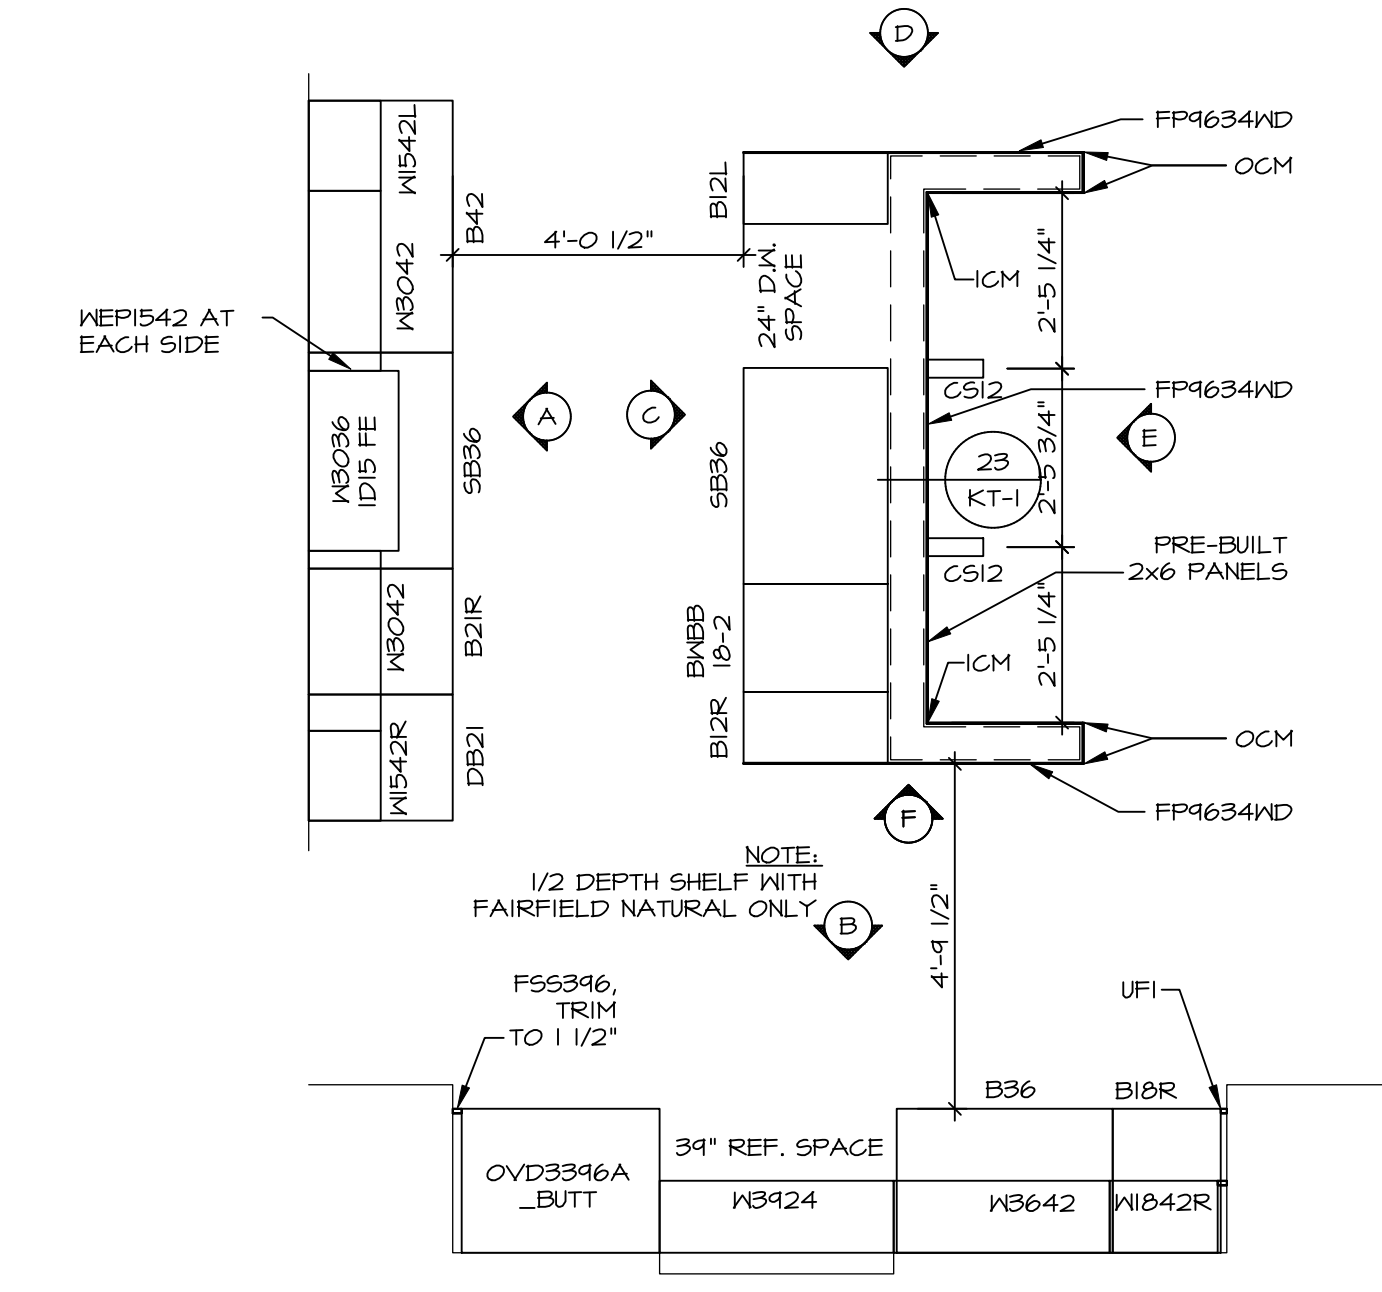 D
FP9634WD
OCM
W1542L
B42
B12L
4'-0 1/2"
24" D.W.
SPACE
ICM
2'-5 1/4"
W3042
WEP1542 AT
EACH SIDE
CS12
FP9634WD
A
C
E
W3036
1D15 FE
SB36
SB36
23
KT-1
2'-5 3/4"
PRE-BUILT
2x6 PANELS
CS12
W3042
B21R
BWBB
18-2
ICM
2'-5 1/4"
W1542R
DB21
B12R
OCM
F
FP9634WD
NOTE:
1/2 DEPTH SHELF WITH
FAIRFIELD NATURAL ONLY
B
4'-9 1/2"
FSS396,
TRIM
TO 1 1/2"
UF1
B36
B18R
39" REF. SPACE
OVD3396A
_BUTT
W3924
W3642
W1842R